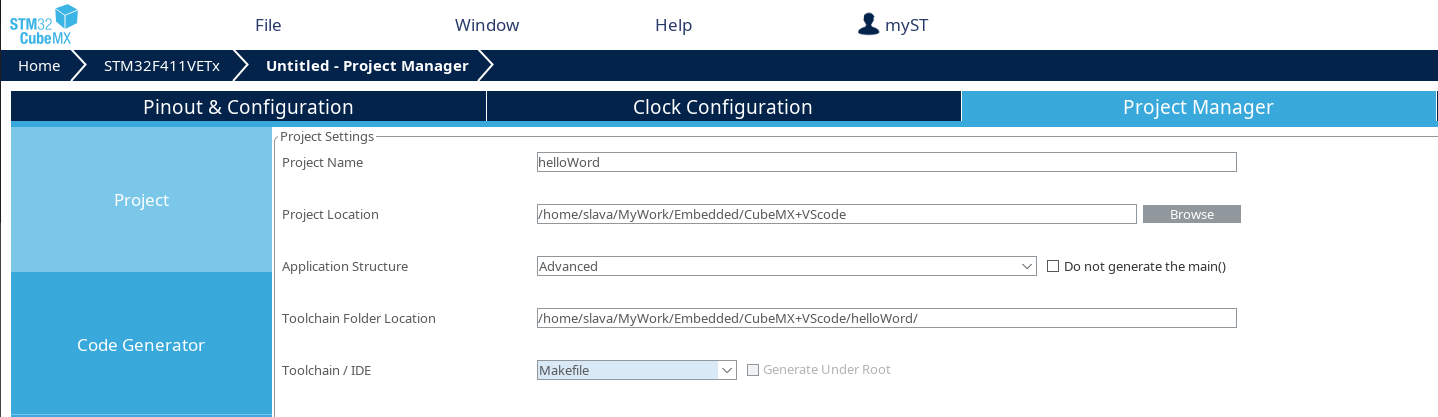 STM32
CubeMX
File Window Help myST
Home STM32F411VETx Untitled - Project Manager
Pinout & Configuration Clock Configuration Project Manager
Project Settings
Project Name helloWord
Project
Project Location /home/slava/MyWork/Embedded/CubeMX+VScode Browse
Application Structure Advanced Do not generate the main()
Toolchain Folder Location /home/slava/MyWork/Embedded/CubeMX+VScode/helloWord/
Code Generator
Toolchain / IDE Makefile Generate Under Root